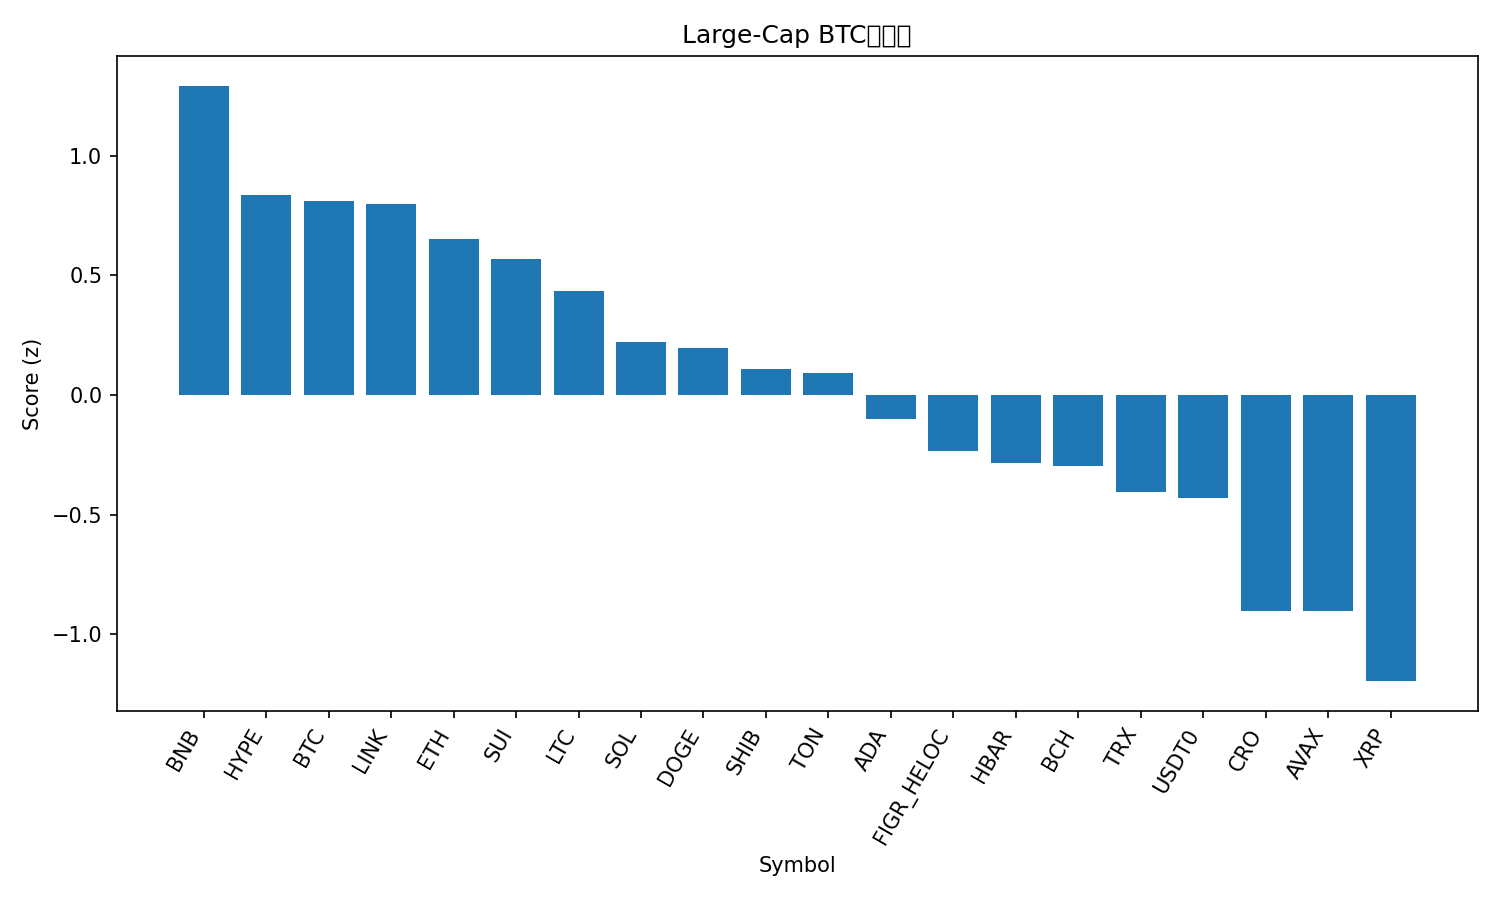 Large-Cap BTC
Score (z)
1.0
0.5
0.0
−0.5
−1.0
BNB
HYPE
BTC
LINK
ETH
SUI
LTC
SOL
DOGE
SHIB
TON
ADA
FIGR_HELOC
HBAR
BCH
TRX
USDT0
CRO
AVAX
XRP
Symbol